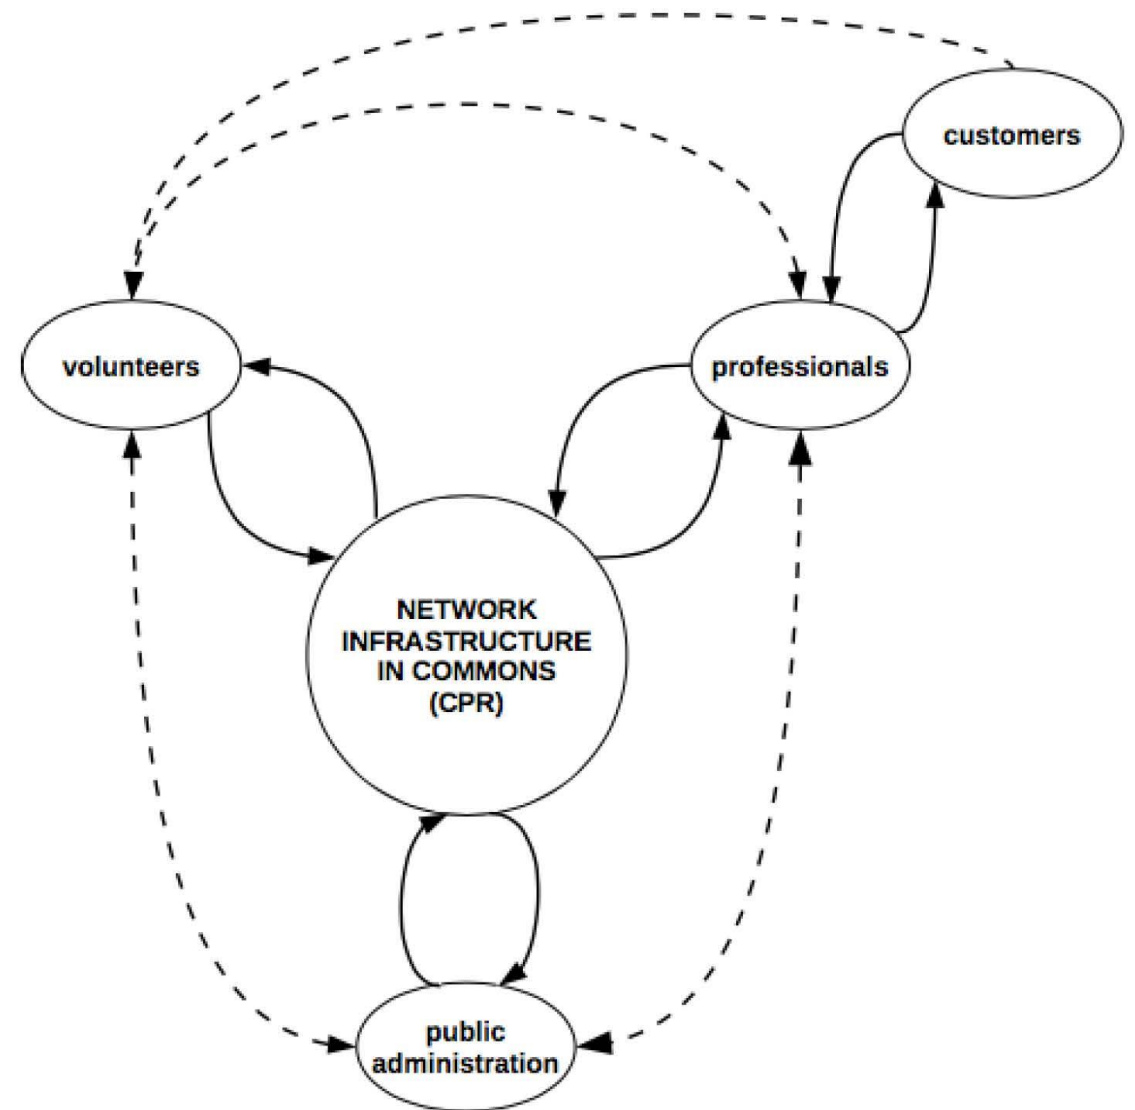 customers
volunteers
professionals
NETWORK
INFRASTRUCTURE
IN COMMONS
(CPR)
public
administration